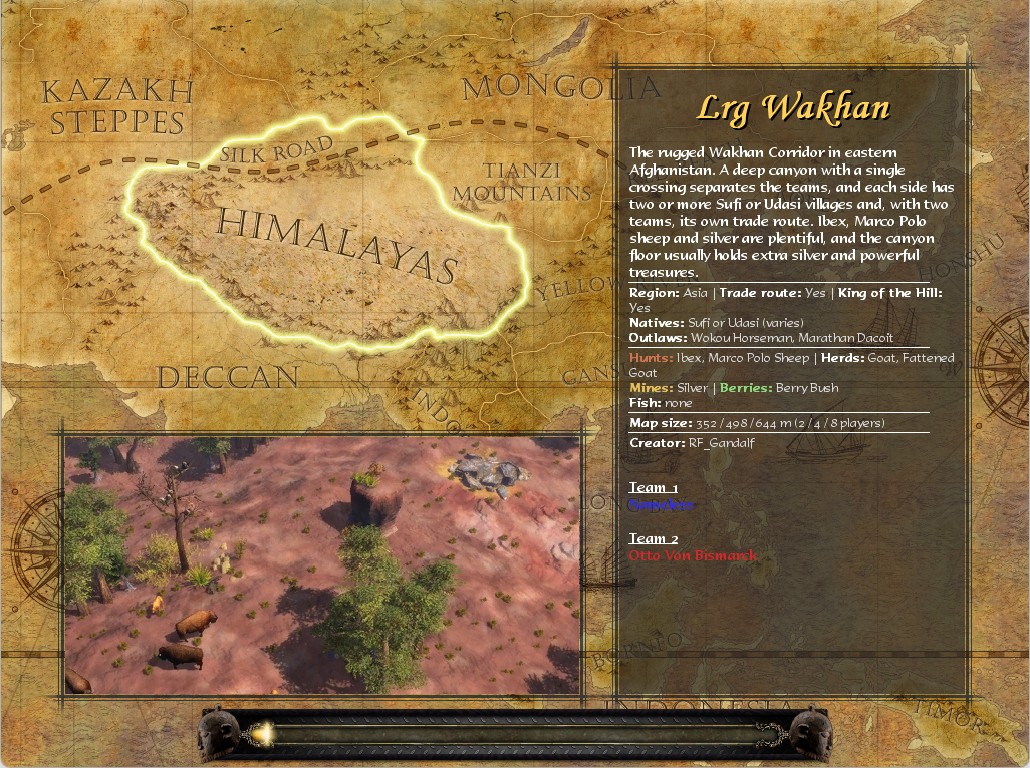 KAZAKH
STEPPES
MONGOLIA
SILK ROAD
TIANZI
MOUNTAINS
HIMALAYAS
YELLOW
HONSHU
DECCAN
INDO
BORNEO
INDONESIA
TIMOR
Lrg Wakhan
The rugged Wakhan Corridor in eastern
Afghanistan. A deep canyon with a single
crossing separates the teams, and each side has
two or more Sufi or Udasi villages and, with two
teams, its own trade route. Ibex, Marco Polo
sheep and silver are plentiful, and the canyon
floor usually holds extra silver and powerful
treasures.
Region: Asia | Trade route: Yes | King of the Hill:
Yes
Natives: Sufi or Udasi (varies)
Outlaws: Wokou Horseman, Marathan Dacoit
Hunts: Ibex, Marco Polo Sheep | Herds: Goat, Fattened
Goat
Mines: Silver | Berries: Berry Bush
Fish: none
Map size: 352 / 498 / 644 m (2 / 4 / 8 players)
Creator: RF_Gandalf
Team 1
Team 2
Otto Von Bismarck